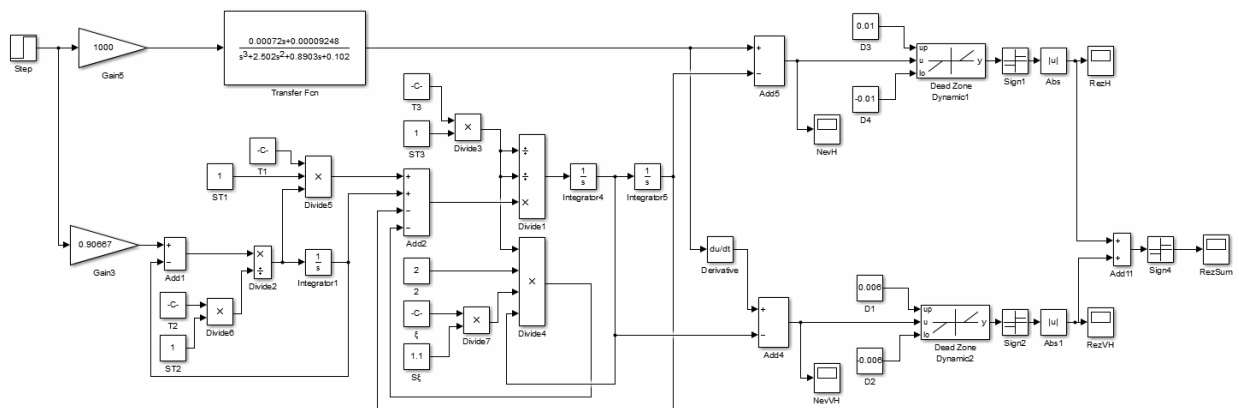 Step
1000
Gain5
0.00072s+0.00009248
s³+2.502s²+0.8903s+0.102
Transfer Fcn
+
−
Add5
NevH
0.01
D3
-0.01
D4
up
u
lo
y
Dead Zone
Dynamic1
Sign1
|u|
Abs
RezH
-C-
T3
1
ST3
×
Divide3
÷
÷
×
Divide1
1
s
Integrator4
1
s
Integrator5
-C-
T1
1
ST1
×
Divide5
+
+
−
−
Add2
0.90667
Gain3
+
−
Add1
×
÷
Divide2
1
s
Integrator1
-C-
T2
1
ST2
×
Divide6
2
2
-C-
ξ
1.1
Sξ
×
Divide7
×
Divide4
du/dt
Derivative
+
−
Add4
NevVH
0.006
D1
-0.006
D2
up
u
lo
y
Dead Zone
Dynamic2
Sign2
|u|
Abs1
RezVH
+
+
Add11
Sign4
RezSum